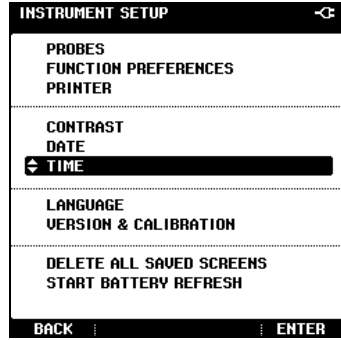 INSTRUMENT SETUP
PROBES
FUNCTION PREFERENCES
PRINTER
CONTRAST
DATE
TIME
LANGUAGE
VERSION & CALIBRATION
DELETE ALL SAVED SCREENS
START BATTERY REFRESH
BACK ENTER